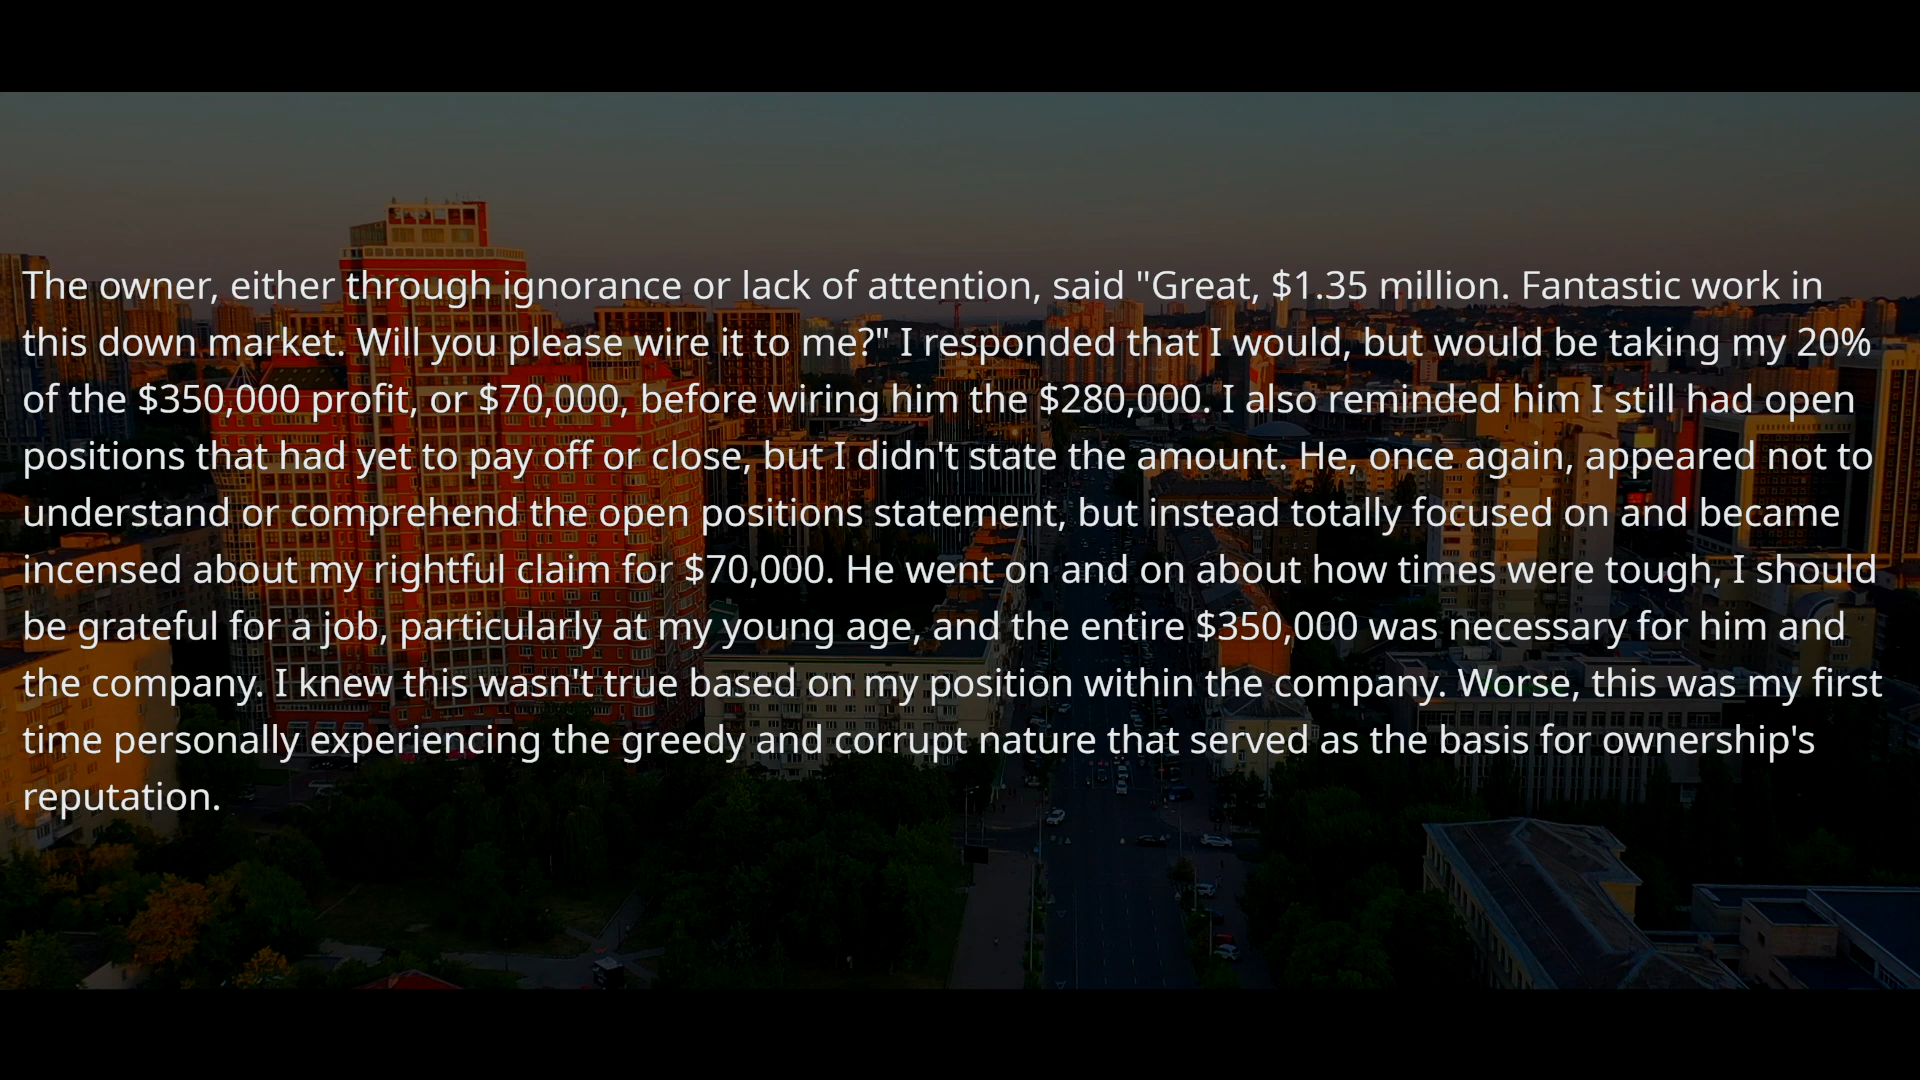 The owner, either through ignorance or lack of attention, said "Great, $1.35 million. Fantastic work in
this down market. Will you please wire it to me?" I responded that I would, but would be taking my 20%
of the $350,000 profit, or $70,000, before wiring him the $280,000. I also reminded him I still had open
positions that had yet to pay off or close, but I didn't state the amount. He, once again, appeared not to
understand or comprehend the open positions statement, but instead totally focused on and became
incensed about my rightful claim for $70,000. He went on and on about how times were tough, I should
be grateful for a job, particularly at my young age, and the entire $350,000 was necessary for him and
the company. I knew this wasn't true based on my position within the company. Worse, this was my first
time personally experiencing the greedy and corrupt nature that served as the basis for ownership's
reputation.